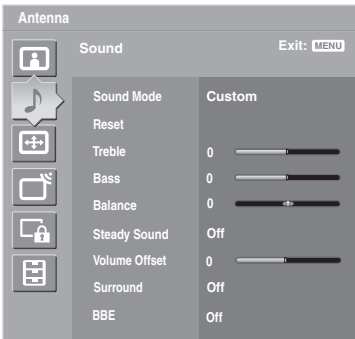 Antenna
Sound Exit: MENU
Sound Mode Custom
Reset
Treble 0
Bass 0
Balance 0
Steady Sound Off
Volume Offset 0
Surround Off
BBE Off